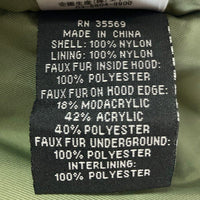 RN 35569
MADE IN CHINA
SHELL: 100% NYLON
LINING: 100% NYLON
FAUX FUR INSIDE HOOD:
100% POLYESTER
FAUX FUR ON HOOD EDGE:
18% MODACRYLIC
42% ACRYLIC
40% POLYESTER
FAUX FUR UNDERGROUND:
100% POLYESTER
INTERLINING:
100% POLYESTER